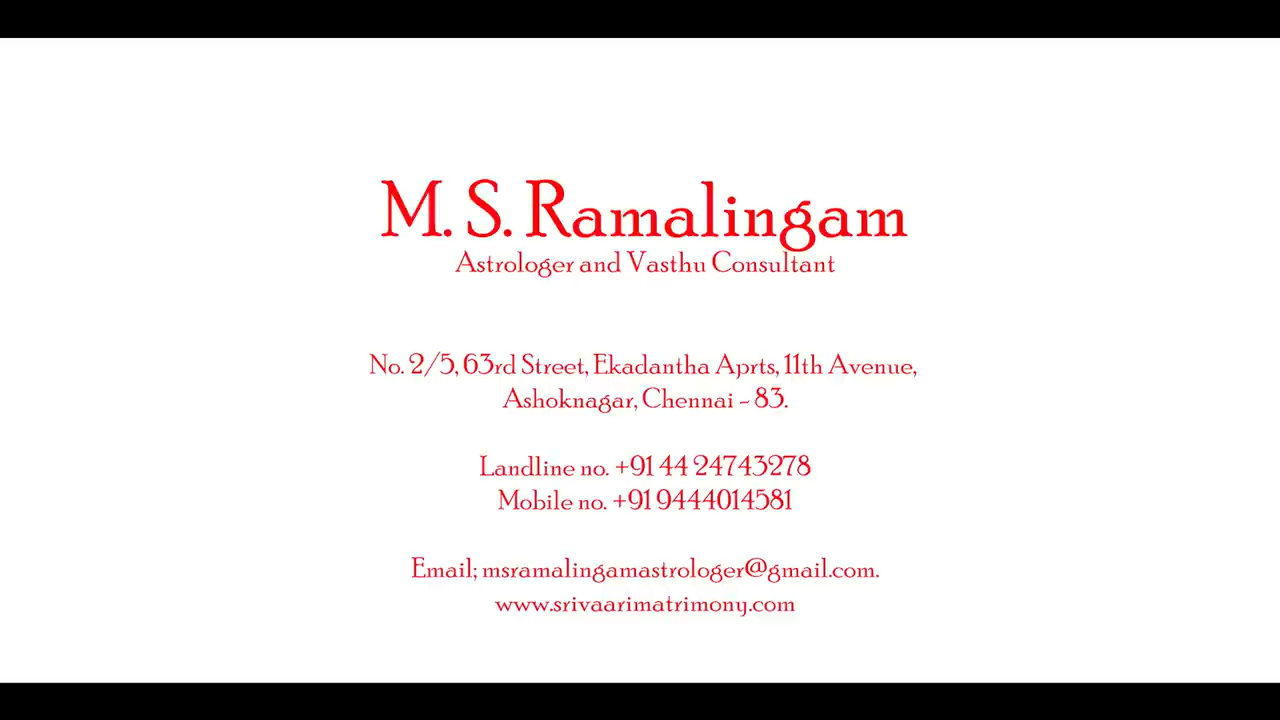 M. S. Ramalingam
Astrologer and Vasthu Consultant
No. 2/5, 63rd Street, Ekadantha Aprts, 11th Avenue,
Ashoknagar, Chennai - 83.
Landline no. +91 44 24743278
Mobile no. +91 9444014581
Email; msramalingamastrologer@gmail.com.
www.srivaarimatrimony.com